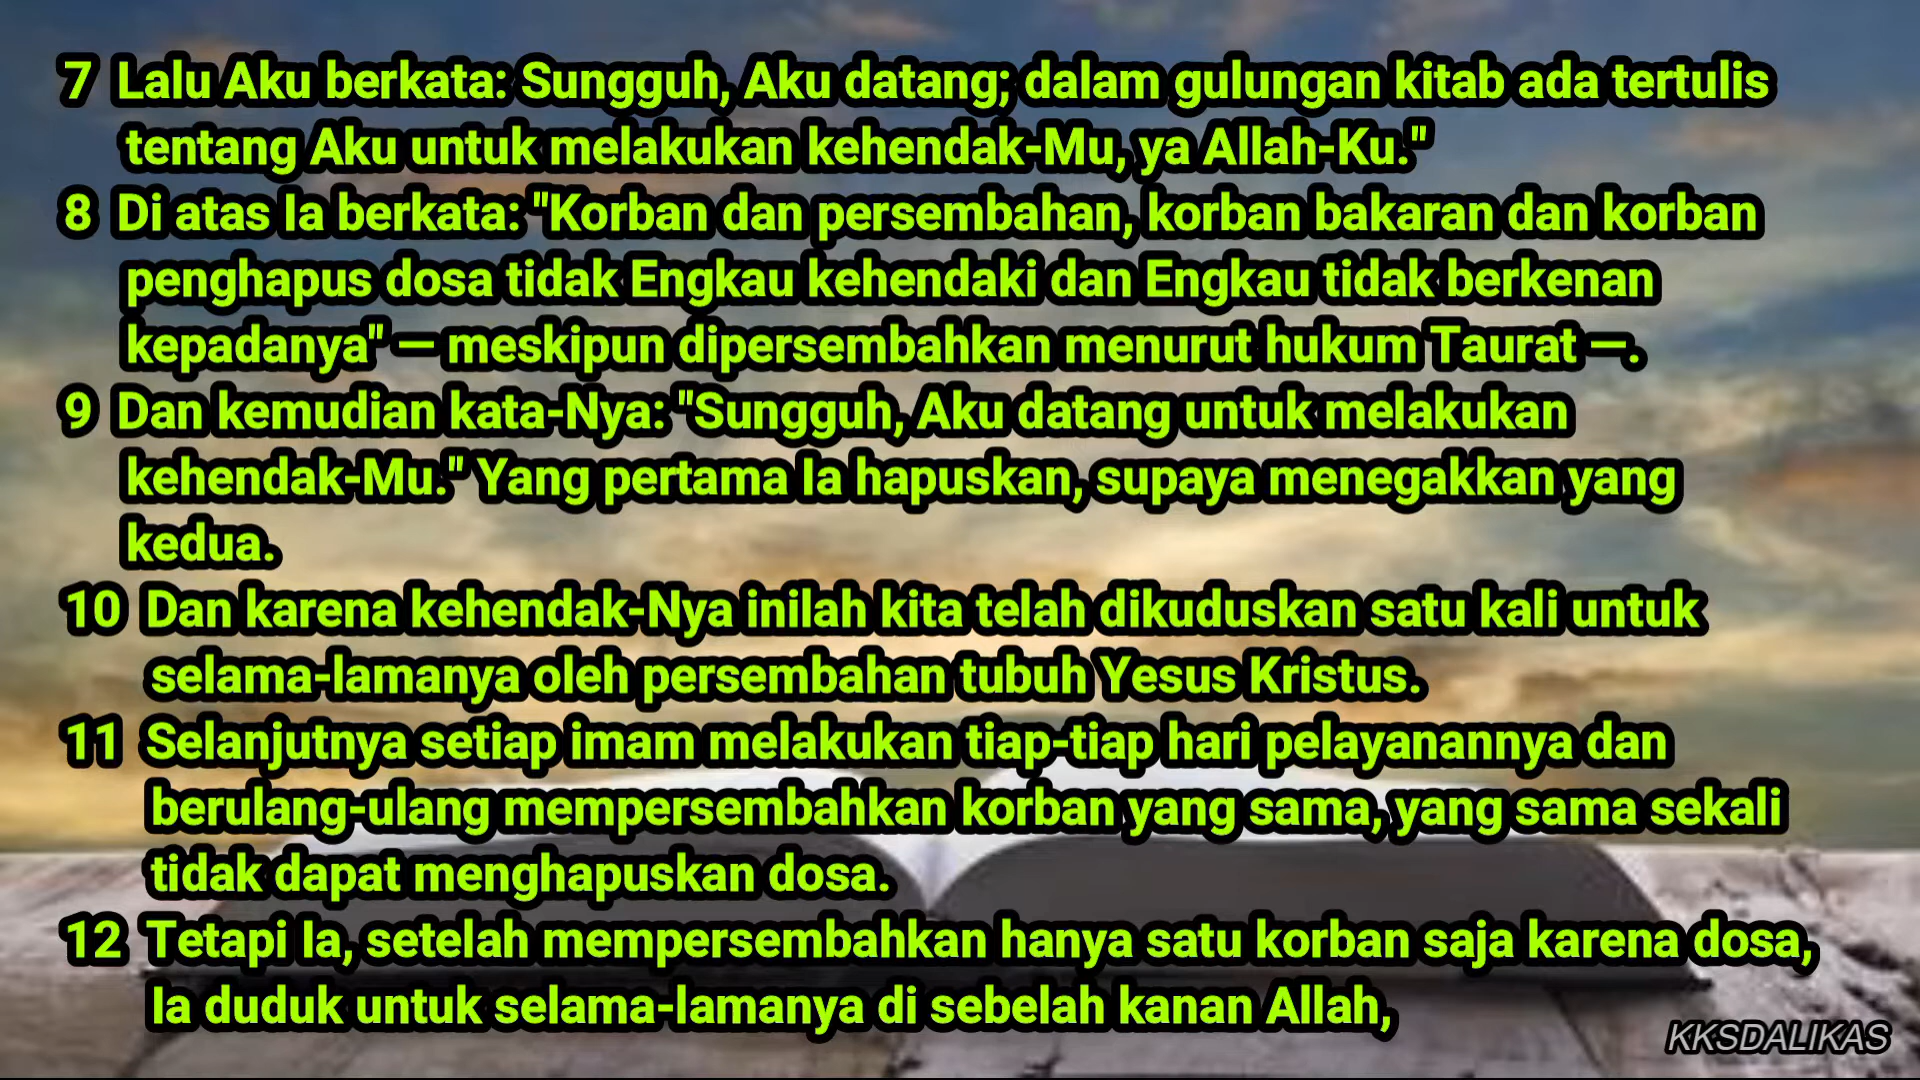 7 Lalu Aku berkata: Sungguh, Aku datang; dalam gulungan kitab ada tertulis
tentang Aku untuk melakukan kehendak-Mu, ya Allah-Ku."
8 Di atas Ia berkata: "Korban dan persembahan, korban bakaran dan korban
penghapus dosa tidak Engkau kehendaki dan Engkau tidak berkenan
kepadanya" — meskipun dipersembahkan menurut hukum Taurat —.
9 Dan kemudian kata-Nya: "Sungguh, Aku datang untuk melakukan
kehendak-Mu." Yang pertama Ia hapuskan, supaya menegakkan yang
kedua.
10 Dan karena kehendak-Nya inilah kita telah dikuduskan satu kali untuk
selama-lamanya oleh persembahan tubuh Yesus Kristus.
11 Selanjutnya setiap imam melakukan tiap-tiap hari pelayanannya dan
berulang-ulang mempersembahkan korban yang sama, yang sama sekali
tidak dapat menghapuskan dosa.
12 Tetapi Ia, setelah mempersembahkan hanya satu korban saja karena dosa,
Ia duduk untuk selama-lamanya di sebelah kanan Allah,
KKSDALIKAS